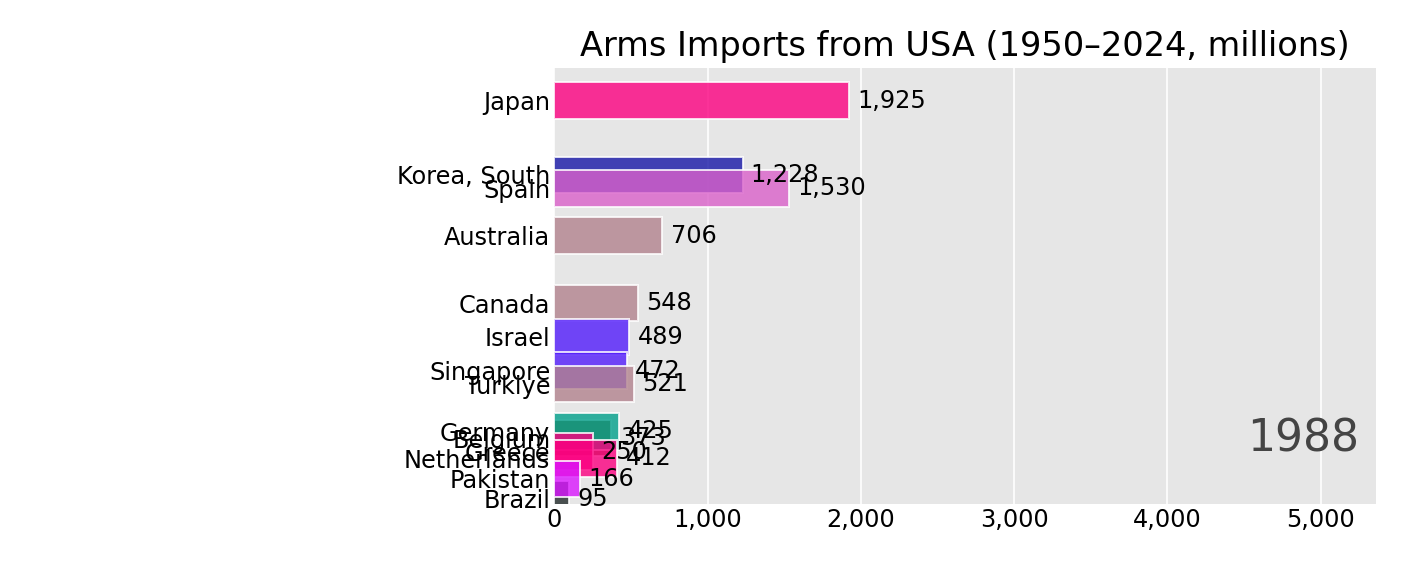 Arms Imports from USA (1950–2024, millions)
Japan 1,925
Korea, South 1,228
Spain 1,530
Australia 706
Canada 548
Israel 489
Singapore 472
Türkiye 521
Germany 425
Belgium 373
Greece 250
Netherlands 412
Pakistan 166
Brazil 95
1988
0 1,000 2,000 3,000 4,000 5,000